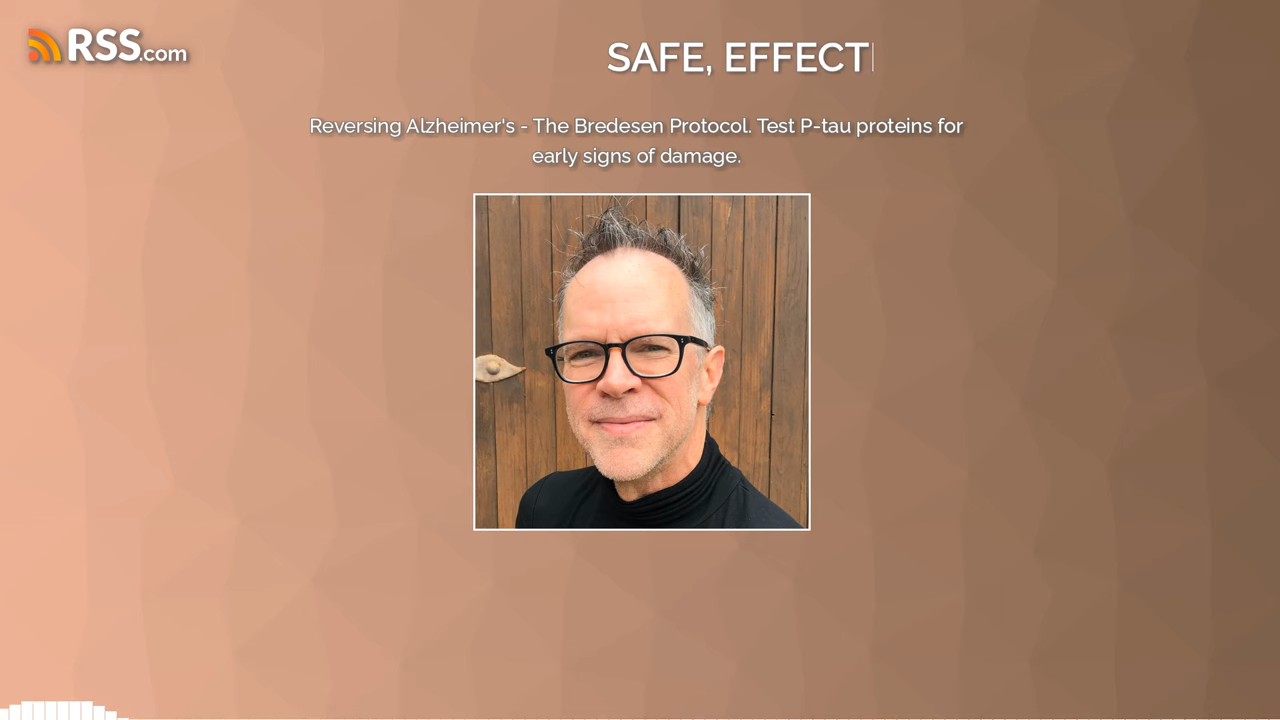 RSS.com
SAFE, EFFECT
Reversing Alzheimer's - The Bredesen Protocol. Test P-tau proteins for
early signs of damage.